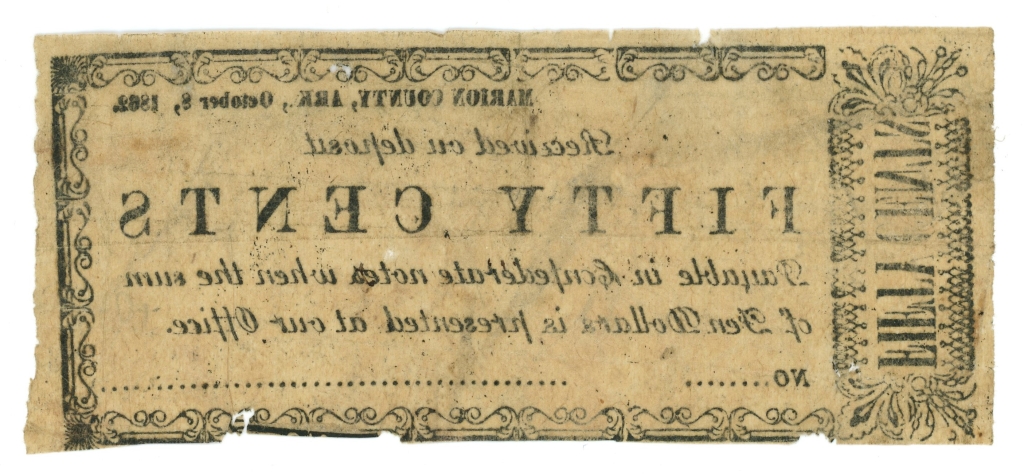 MARION COUNTY, ARK., October 8, 1862.
Received on deposit
FIFTY CENTS
Payable in Confederate notes when the sum
of Ten Dollars is presented at our Office.
NO
FIFTY CENTS